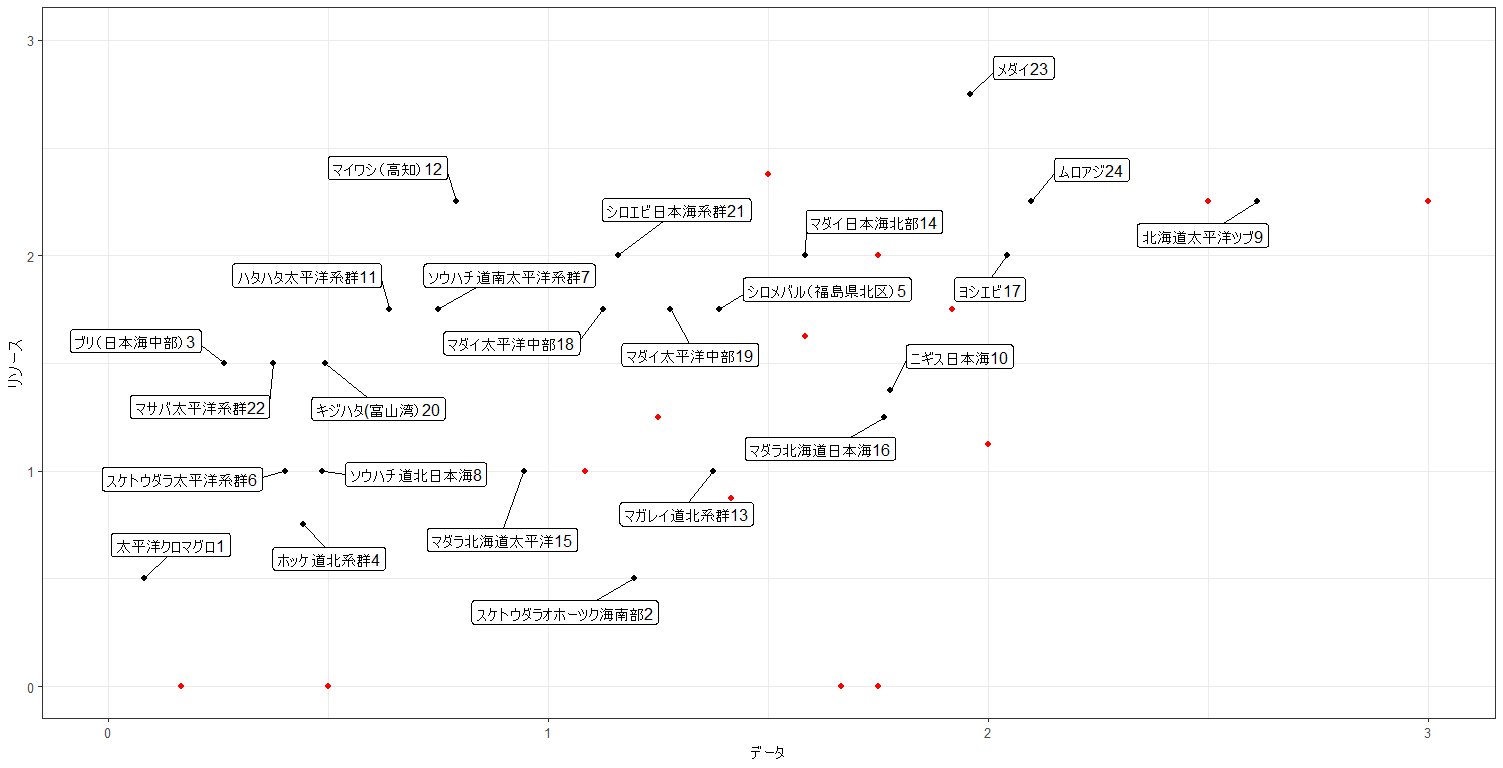 3
メダイ23
マイワシ（高知）12
ムロアジ24
シロエビ日本海系群21
マダイ日本海北部14
北海道太平洋ツブ9
2
ハタハタ太平洋系群11
ソウハチ道南太平洋系群7
シロメバル（福島県北区）5
ヨシエビ17
ブリ（日本海中部）3
マダイ太平洋中部18
マダイ太平洋中部19
ニギス日本海10
リソース
マサバ太平洋系群22
キジハタ(富山湾）20
マダラ北海道日本海16
1
スケトウダラ太平洋系群6
ソウハチ道北日本海8
マガレイ道北系群13
太平洋クロマグロ1
マダラ北海道太平洋15
ホッケ道北系群4
スケトウダラオホーツク海南部2
0
0
1
2
3
データ